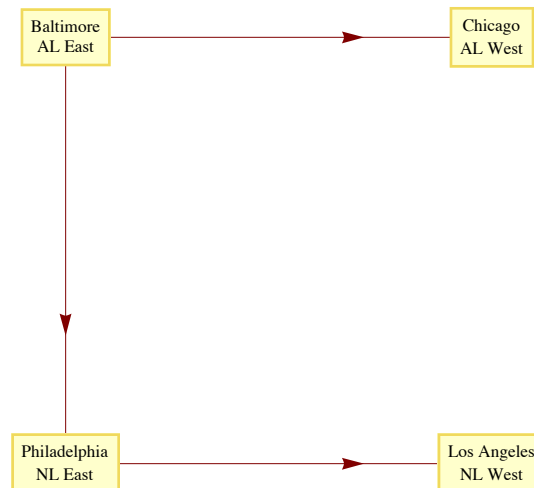 Baltimore
AL East
Chicago
AL West
Philadelphia
NL East
Los Angeles
NL West